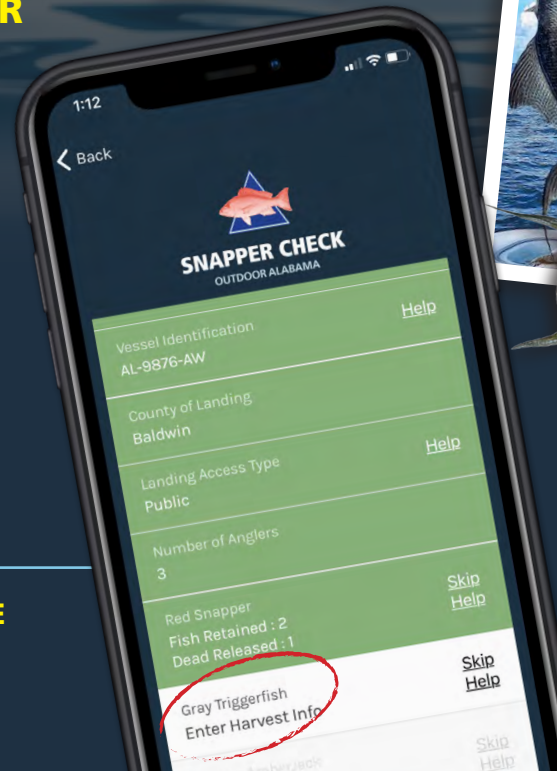 R
1:12
Back
SNAPPER CHECK
OUTDOOR ALABAMA
Vessel Identification
Help
AL-9876-AW
County of Landing
Baldwin
Landing Access Type
Help
Public
Number of Anglers
3
Red Snapper
Skip
Fish Retained : 2
Help
Dead Released : 1
E
Gray Triggerfish
Skip
Enter Harvest Info
Help
Skip
Help